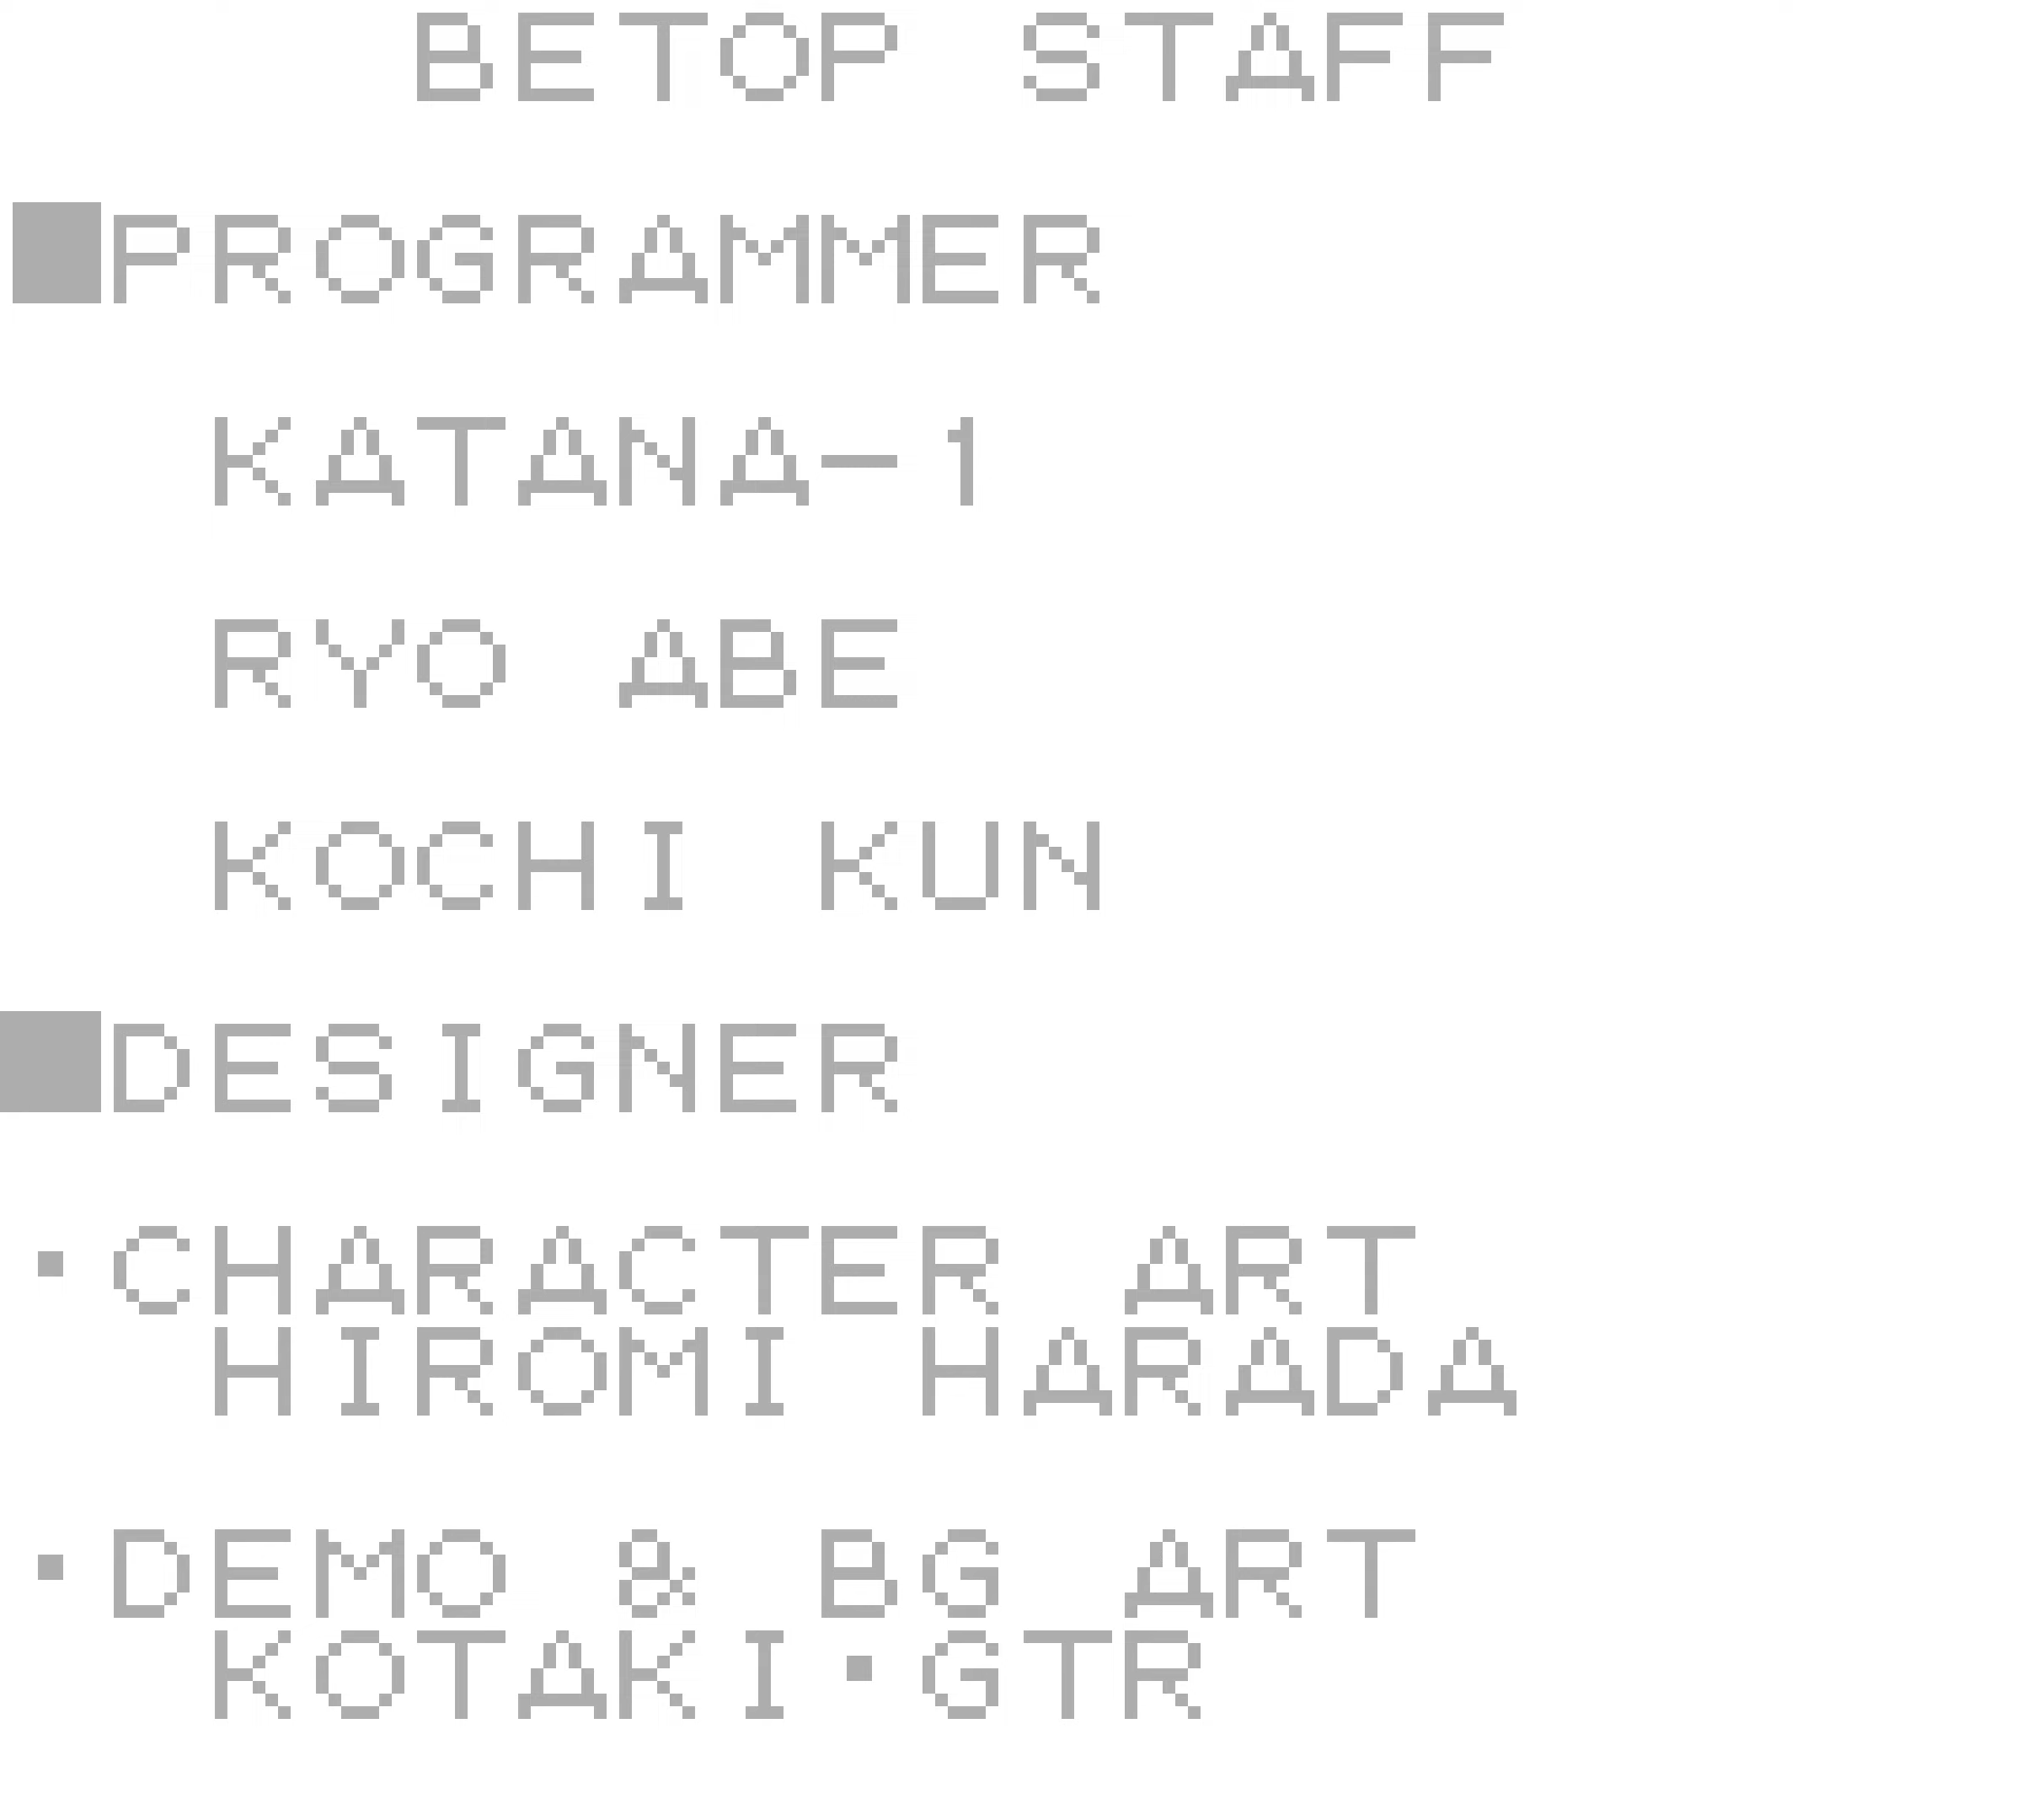 BETOP STAFF
■PROGRAMMER
KATANA-1
RYO ABE
KOCHI KUN
■DESIGNER
・CHARACTER ART
HIROMI HARADA
・DEMO & BG ART
KOTAKI・GTR